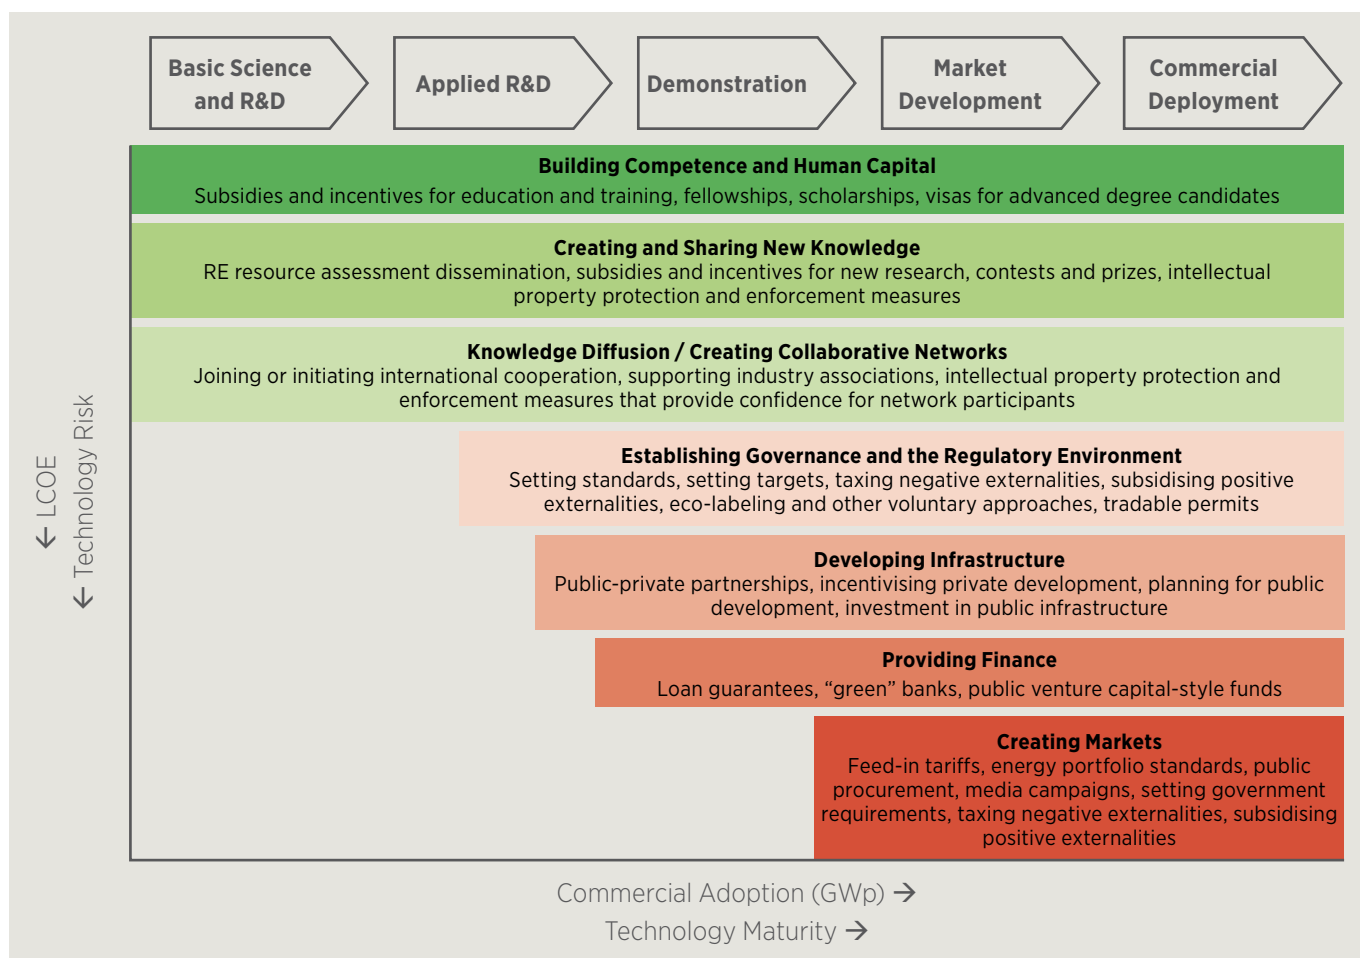 Basic Science
and R&D
Applied R&D
Demonstration
Market
Development
Commercial
Deployment
Building Competence and Human Capital
Subsidies and incentives for education and training, fellowships, scholarships, visas for advanced degree candidates
Creating and Sharing New Knowledge
RE resource assessment dissemination, subsidies and incentives for new research, contests and prizes, intellectual
property protection and enforcement measures
Knowledge Diffusion / Creating Collaborative Networks
Joining or initiating international cooperation, supporting industry associations, intellectual property protection and
enforcement measures that provide confidence for network participants
Establishing Governance and the Regulatory Environment
Setting standards, setting targets, taxing negative externalities, subsidising positive
externalities, eco-labeling and other voluntary approaches, tradable permits
Developing Infrastructure
Public-private partnerships, incentivising private development, planning for public
development, investment in public infrastructure
Providing Finance
Loan guarantees, “green” banks, public venture capital-style funds
Creating Markets
Feed-in tariffs, energy portfolio standards, public
procurement, media campaigns, setting government
requirements, taxing negative externalities, subsidising
positive externalities
← LCOE
← Technology Risk
Commercial Adoption (GWp) →
Technology Maturity →